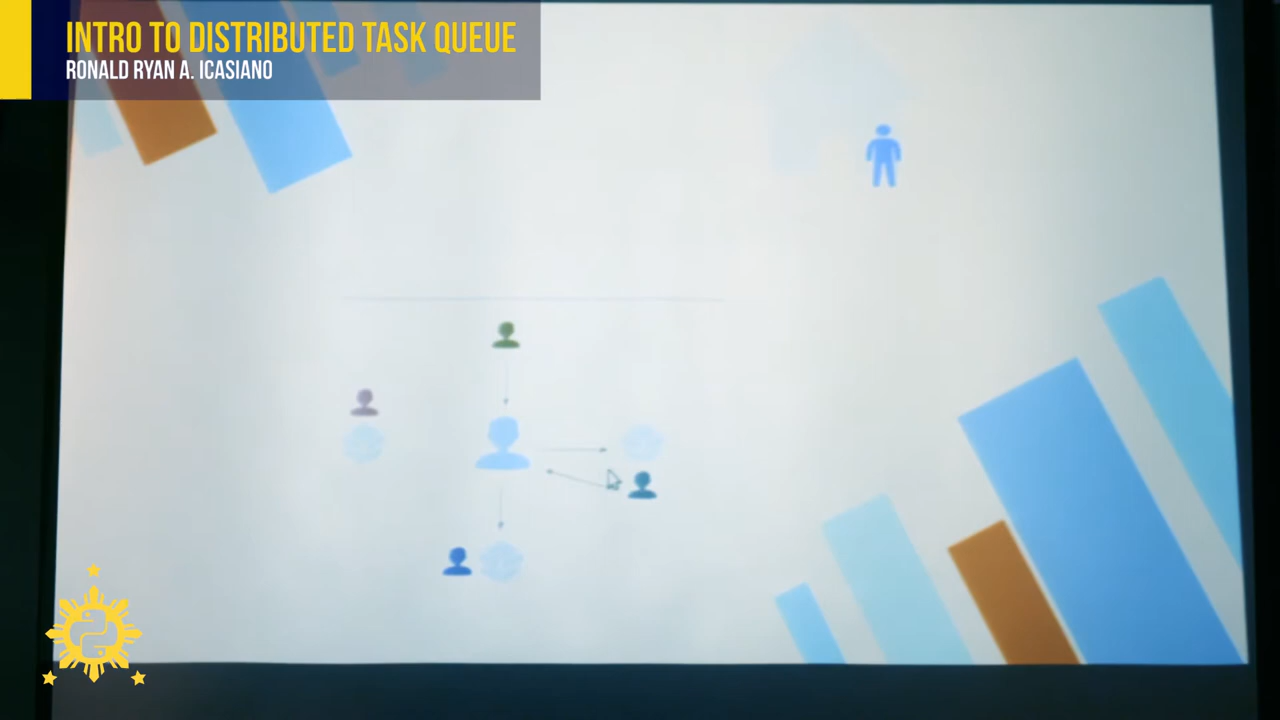 INTRO TO DISTRIBUTED TASK QUEUE
RONALD RYAN A. ICASIANO